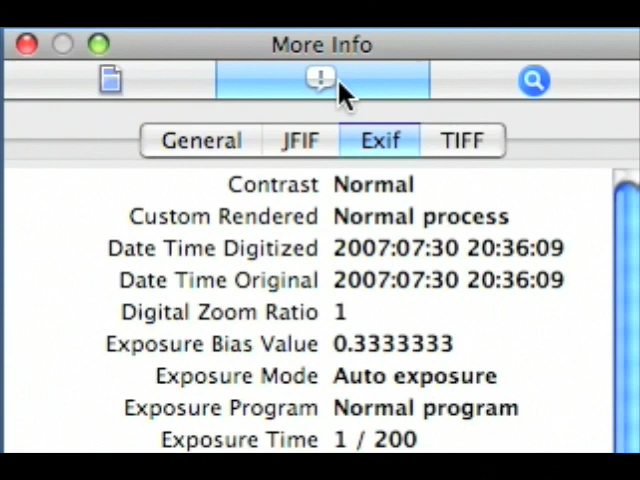 More Info
General JFIF Exif TIFF
Contrast Normal
Custom Rendered Normal process
Date Time Digitized 2007:07:30 20:36:09
Date Time Original 2007:07:30 20:36:09
Digital Zoom Ratio 1
Exposure Bias Value 0.3333333
Exposure Mode Auto exposure
Exposure Program Normal program
Exposure Time 1 / 200